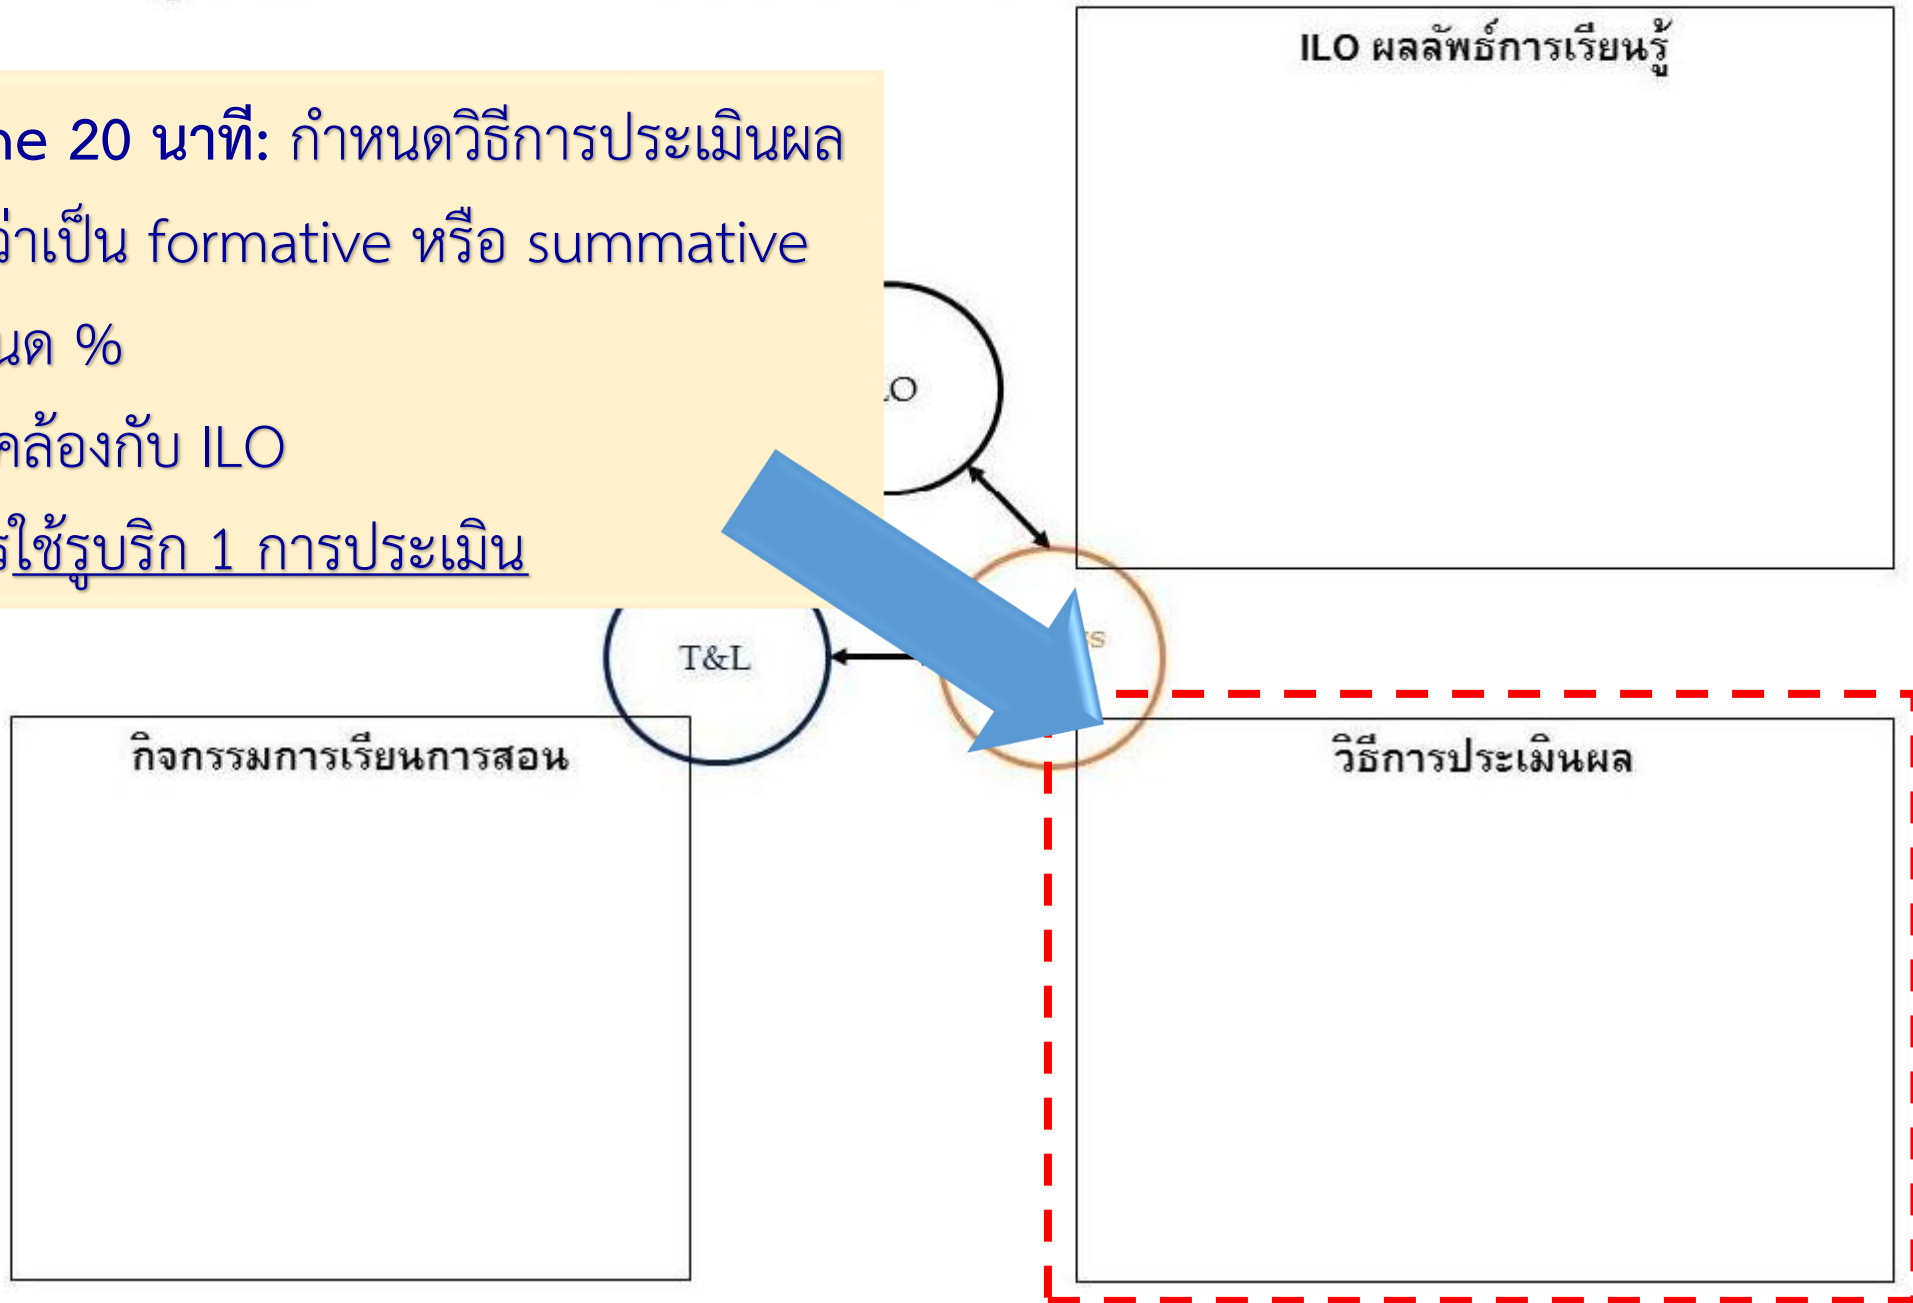 ILO ผลลัพธ์การเรียนรู้
20 นาที: กำหนดวิธีการประเมินผล
ว่าเป็น formative หรือ summative
%
คล้องกับ ILO
ใช้รูบริก 1 การประเมิน
T&L
กิจกรรมการเรียนการสอน
วิธีการประเมินผล